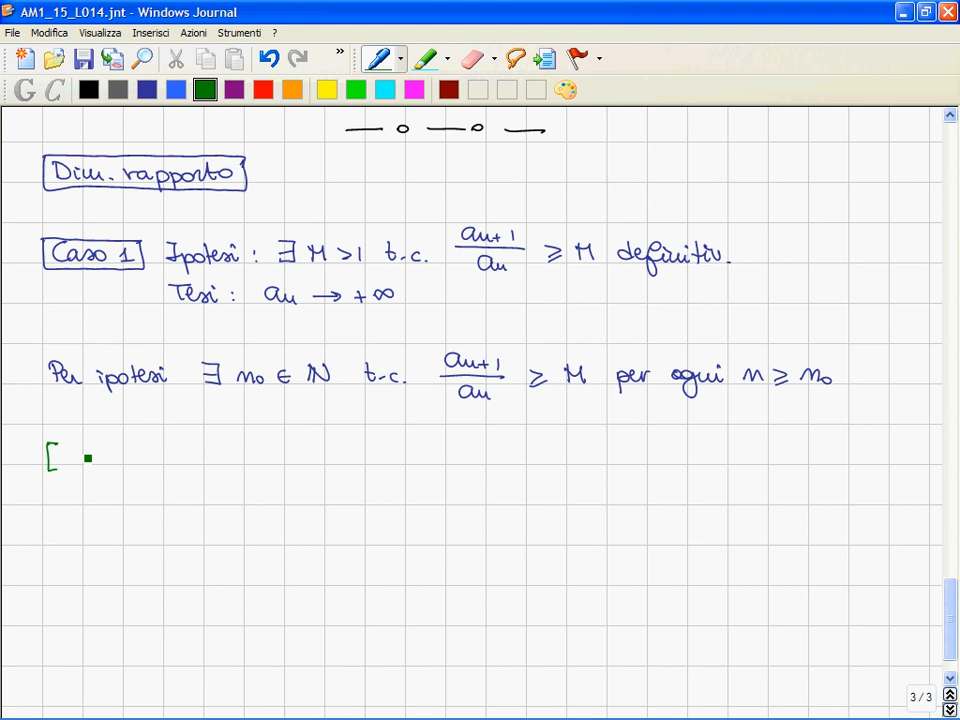 AM1_15_L014.jnt - Windows Journal
File Modifica Visualizza Inserisci Azioni Strumenti ?
G C
Dim. rapporto
Caso 1 Ipotesi : ∃ M >1 t.c. an+1/an ≥ M definitiv.
Tesi : an → +∞
Per ipotesi ∃ n0 ∈ ℕ t.c. an+1/an ≥ M per ogni n ≥ n0
[
3 / 3